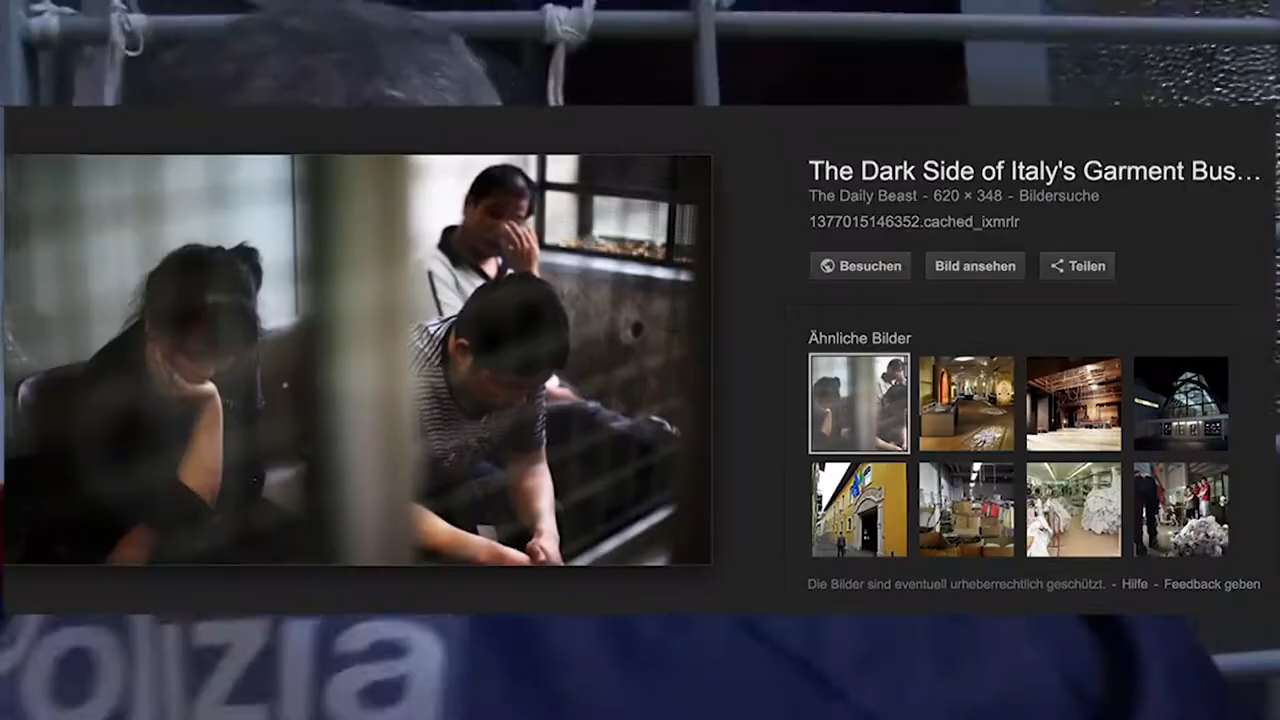 The Dark Side of Italy's Garment Bus...
The Daily Beast - 620 × 348 - Bildersuche
1377015146352.cached_ixmrlr
Besuchen Bild ansehen Teilen
Ähnliche Bilder
Die Bilder sind eventuell urheberrechtlich geschützt. - Hilfe - Feedback geben
Polizia